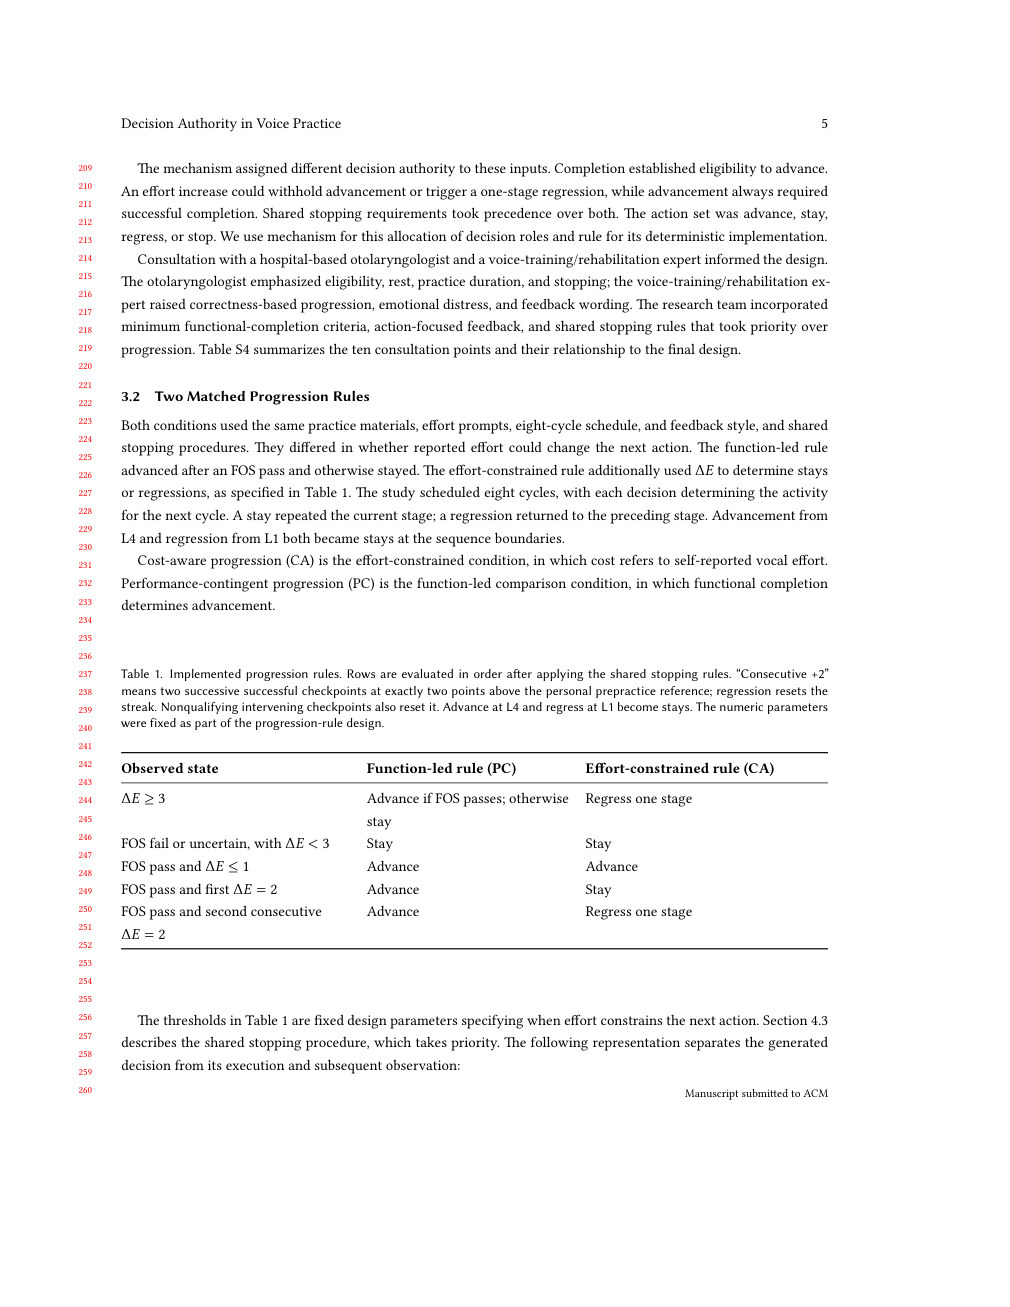 Decision Authority in Voice Practice 5
209 The mechanism assigned different decision authority to these inputs. Completion established eligibility to advance.
210 An effort increase could withhold advancement or trigger a one-stage regression, while advancement always required
211 successful completion. Shared stopping requirements took precedence over both. The action set was advance, stay,
212
213 regress, or stop. We use mechanism for this allocation of decision roles and rule for its deterministic implementation.
214 Consultation with a hospital-based otolaryngologist and a voice-training/rehabilitation expert informed the design.
215 The otolaryngologist emphasized eligibility, rest, practice duration, and stopping; the voice-training/rehabilitation ex-
216
217 pert raised correctness-based progression, emotional distress, and feedback wording. The research team incorporated
218 minimum functional-completion criteria, action-focused feedback, and shared stopping rules that took priority over
219 progression. Table S4 summarizes the ten consultation points and their relationship to the final design.
220
221
222 3.2 Two Matched Progression Rules
223 Both conditions used the same practice materials, effort prompts, eight-cycle schedule, and feedback style, and shared
224 stopping procedures. They differed in whether reported effort could change the next action. The function-led rule
225
226 advanced after an FOS pass and otherwise stayed. The effort-constrained rule additionally used ΔE to determine stays
227 or regressions, as specified in Table 1. The study scheduled eight cycles, with each decision determining the activity
228 for the next cycle. A stay repeated the current stage; a regression returned to the preceding stage. Advancement from
229
230 L4 and regression from L1 both became stays at the sequence boundaries.
231 Cost-aware progression (CA) is the effort-constrained condition, in which cost refers to self-reported vocal effort.
232 Performance-contingent progression (PC) is the function-led comparison condition, in which functional completion
233 determines advancement.
234
235
236
237 Table 1. Implemented progression rules. Rows are evaluated in order after applying the shared stopping rules. “Consecutive +2”
238 means two successive successful checkpoints at exactly two points above the personal prepractice reference; regression resets the
239 streak. Nonqualifying intervening checkpoints also reset it. Advance at L4 and regress at L1 become stays. The numeric parameters
240 were fixed as part of the progression-rule design.
241
242 Observed state Function-led rule (PC) Effort-constrained rule (CA)
243
244 ΔE ≥ 3 Advance if FOS passes; otherwise Regress one stage
245 stay
246 FOS fail or uncertain, with ΔE < 3 Stay Stay
247
248 FOS pass and ΔE ≤ 1 Advance Advance
249 FOS pass and first ΔE = 2 Advance Stay
250 FOS pass and second consecutive Advance Regress one stage
251
252 ΔE = 2
253
254
255
256 The thresholds in Table 1 are fixed design parameters specifying when effort constrains the next action. Section 4.3
257 describes the shared stopping procedure, which takes priority. The following representation separates the generated
258
259 decision from its execution and subsequent observation:
260 Manuscript submitted to ACM